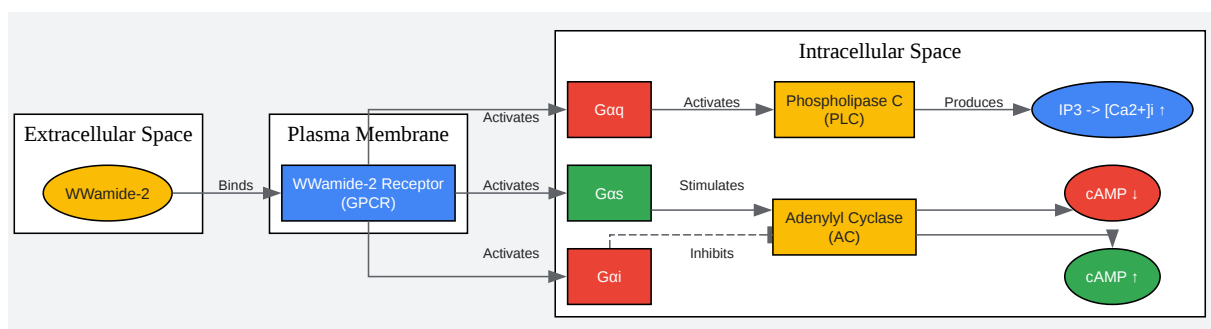 Intracellular Space
Extracellular Space
Plasma Membrane
WWamide-2
Binds
WWamide-2 Receptor
(GPCR)
Activates
Gαq
Activates
Phospholipase C
(PLC)
Produces
IP3 -> [Ca2+]i ↑
Activates
Gαs
Stimulates
Adenylyl Cyclase
(AC)
cAMP ↓
Activates
Gαi
Inhibits
cAMP ↑